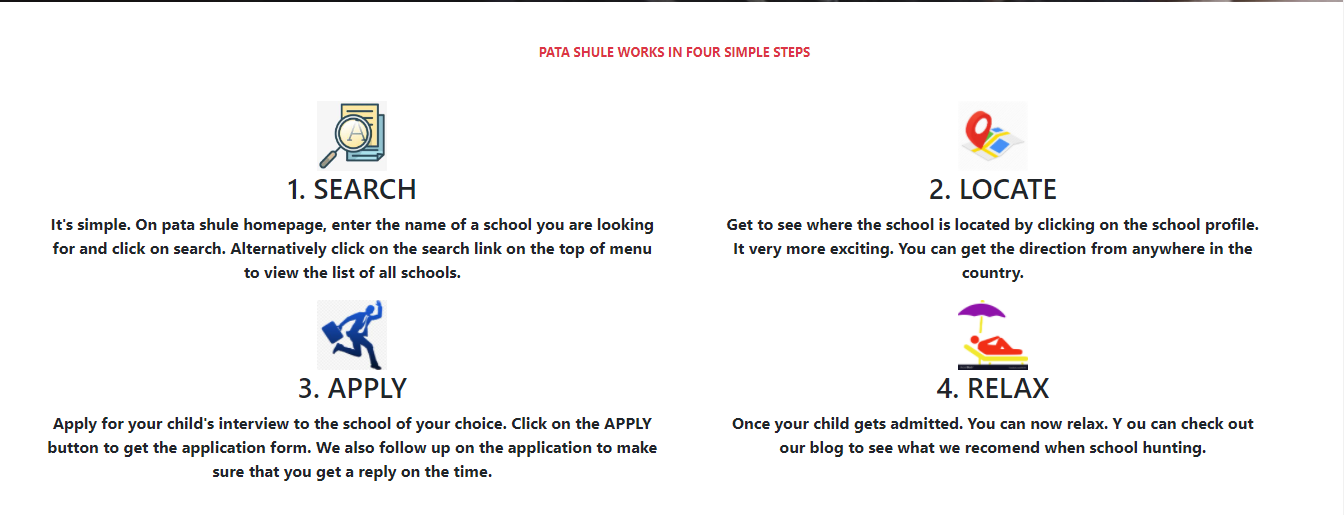 PATA SHULE WORKS IN FOUR SIMPLE STEPS
A
1. SEARCH
It's simple. On pata shule homepage, enter the name of a school you are looking
for and click on search. Alternatively click on the search link on the top of menu
to view the list of all schools.
2. LOCATE
Get to see where the school is located by clicking on the school profile.
It very more exciting. You can get the direction from anywhere in the
country.
3. APPLY
Apply for your child's interview to the school of your choice. Click on the APPLY
button to get the application form. We also follow up on the application to make
sure that you get a reply on the time.
4. RELAX
Once your child gets admitted. You can now relax. Y ou can check out
our blog to see what we recomend when school hunting.